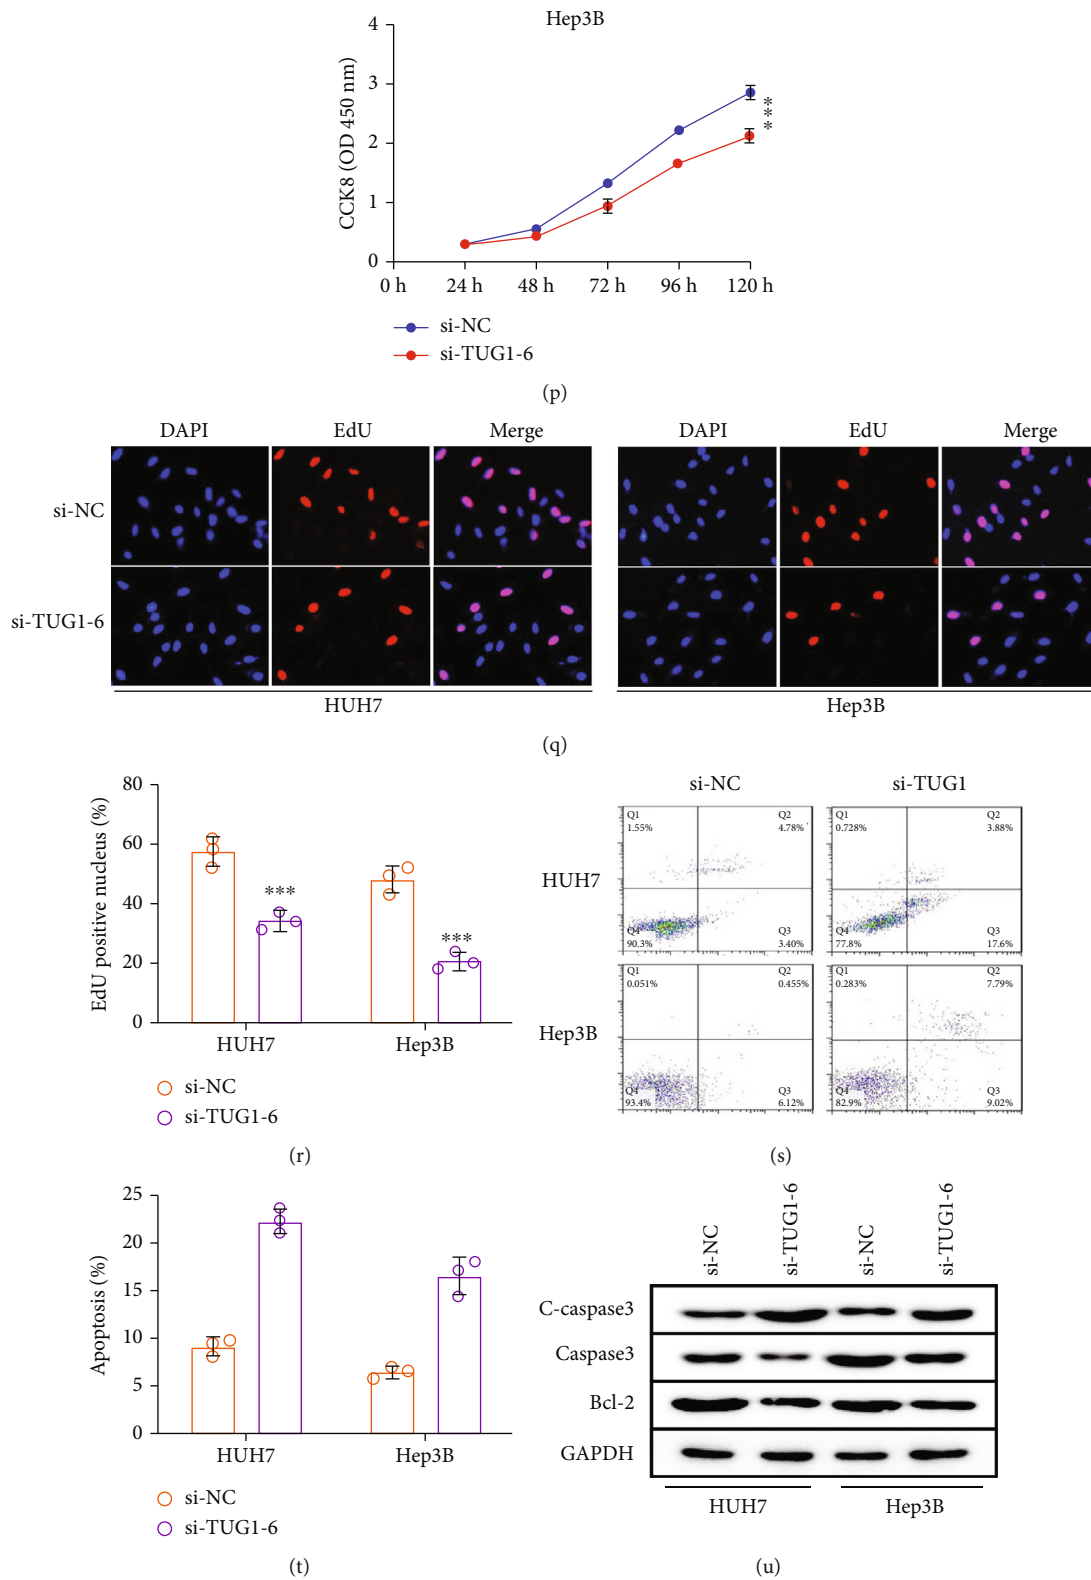 Hep3B
CCK8 (OD 450 nm)
4
3
2
1
0
0 h 24 h 48 h 72 h 96 h 120 h
***
si-NC
si-TUG1-6
(p)
DAPI EdU Merge DAPI EdU Merge
si-NC
si-TUG1-6
HUH7 Hep3B
(q)
EdU positive nucleus (%)
80
60
40
20
0
***
***
HUH7 Hep3B
si-NC
si-TUG1-6
(r)
si-NC si-TUG1
HUH7
Q1 Q2 Q1 Q2
1.55% 4.78% 0.728% 3.88%
Q4 Q3 Q4 Q3
90.3% 3.40% 77.8% 17.6%
Hep3B
Q1 Q2 Q1 Q2
0.051% 0.455% 0.283% 7.79%
Q4 Q3 Q4 Q3
93.4% 6.12% 82.9% 9.02%
(s)
Apoptosis (%)
25
20
15
10
5
0
HUH7 Hep3B
si-NC
si-TUG1-6
(t)
si-NC si-TUG1-6 si-NC si-TUG1-6
C-caspase3
Caspase3
Bcl-2
GAPDH
HUH7 Hep3B
(u)